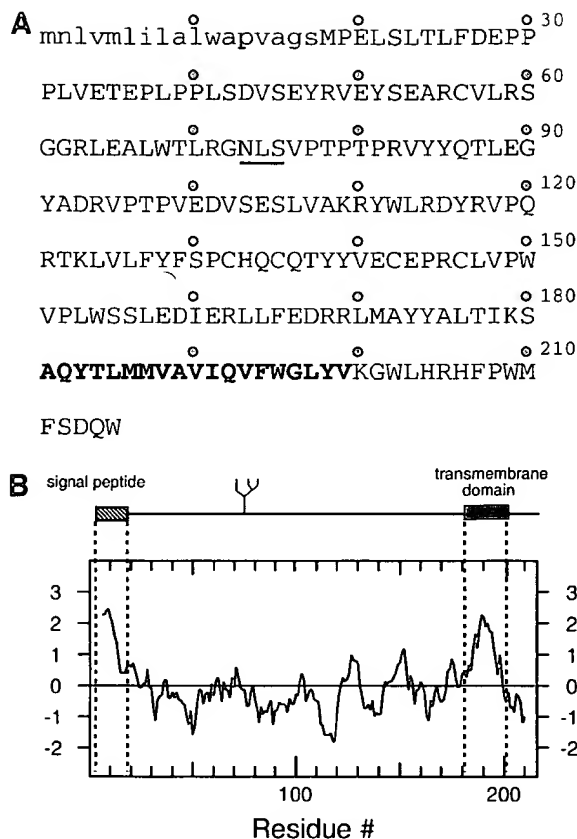 A
mnlvmlilalwapvagsMPELSLTLFDEPP 30
PLVETEPLPPLSDVSEYRVEYSEARCVLRS 60
GGRLEALWTLRGNLSVPTPTPRVYYQTLEG 90
YADRVPTPVEDVSESLVAKRYWLRDYRVPQ 120
RTKLVLFYFSPCHQCQTYYVECEPRCLVPW 150
VPLWSSLEDIERLLFEDRRLMAYYALTIKS 180
AQYTLMMVAVIQVFWGLYVKGWLHRHFPWM 210
FSDQW
B
signal peptide
transmembrane
domain
3 3
2 2
1 1
0 0
-1 -1
-2 -2
100 200
Residue #